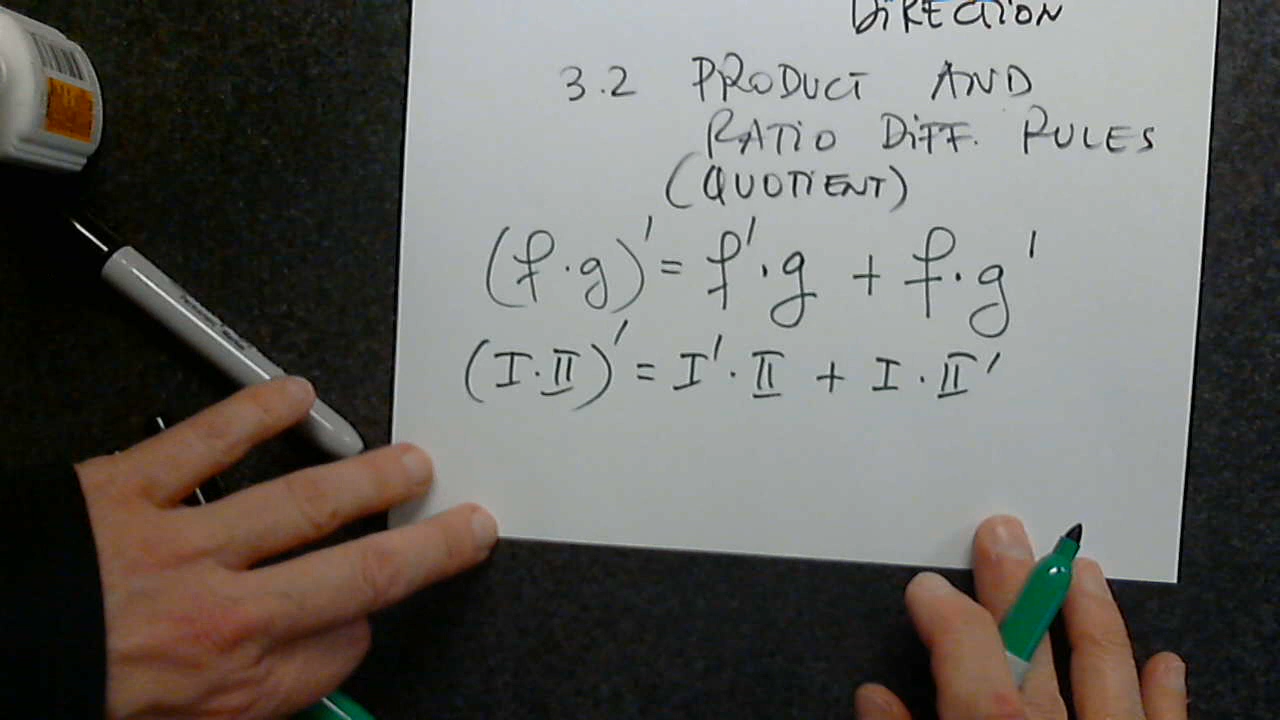 DIRECTION
3.2 PRODUCT AND
RATIO DIFF. RULES
(QUOTIENT)
(f·g)' = f'·g + f·g'
(I·II)' = I'·II + I·II'